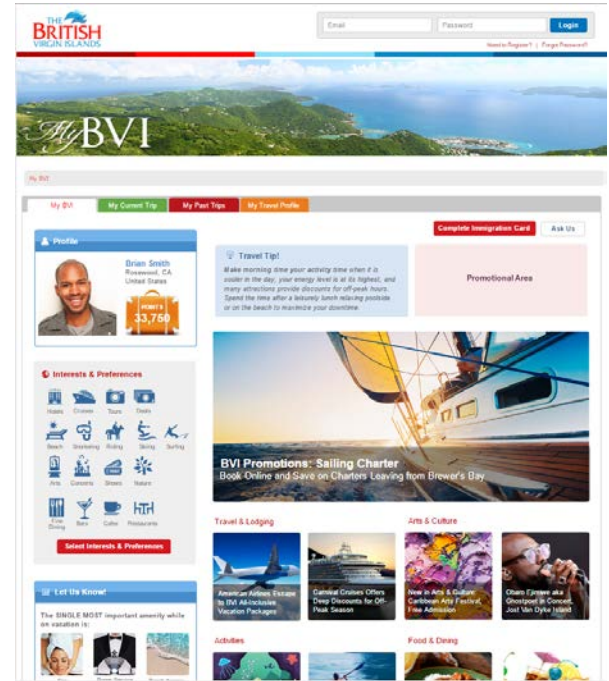 THE
BRITISH
VIRGIN ISLANDS
Email
Password
Login
Need to Register? | Forgot Password?
My BVI
My BVI
My BVI
My Current Trip
My Past Trips
My Travel Profile
Complete Immigration Card
Ask Us
Profile
Brian Smith
Rosewood, CA
United States
POINTS
33,750
Travel Tip!
Make morning time your activity time when it is
cooler in the day, your energy level is at its highest, and
many attractions provide discounts for off-peak hours.
Spend the time after a leisurely lunch relaxing poolside
or on the beach to maximize your downtime.
Promotional Area
Interests & Preferences
Hotels
Cruises
Tours
Deals
Beach
Snorkeling
Riding
Skiing
Surfing
Arts
Concerts
Shows
Nature
Fine
Dining
Bars
Cafes
Restaurants
Select Interests & Preferences
BVI Promotions: Sailing Charter
Book Online and Save on Charters Leaving from Brewer's Bay
Travel & Lodging
American Airlines Escape
to BVI All-Inclusive
Vacation Packages
Carnival Cruises Offers
Deep Discounts for Off-
Peak Season
Arts & Culture
New in Arts & Culture:
Caribbean Arts Festival,
Free Admission
Obaro Ejimiwe aka
Ghostpoet in Concert,
Jost Van Dyke Island
Let Us Know!
The SINGLE MOST important amenity while
on vacation is:
Activities
Food & Dining